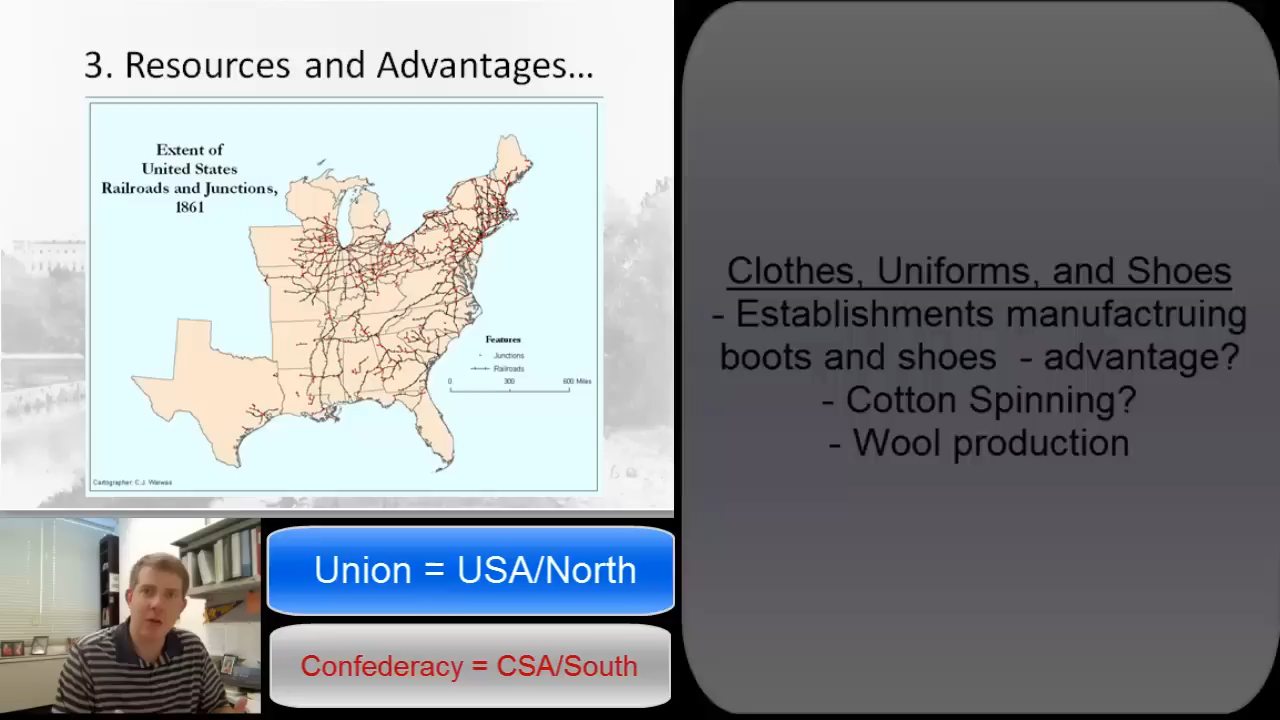 3. Resources and Advantages...
Extent of
United States
Railroads and Junctions,
1861
Features
Junctions
Railroads
0 300 600 Miles
Cartographer: C.J. Warwas
Union = USA/North
Confederacy = CSA/South
Clothes, Uniforms, and Shoes
- Establishments manufactruing
boots and shoes - advantage?
- Cotton Spinning?
- Wool production